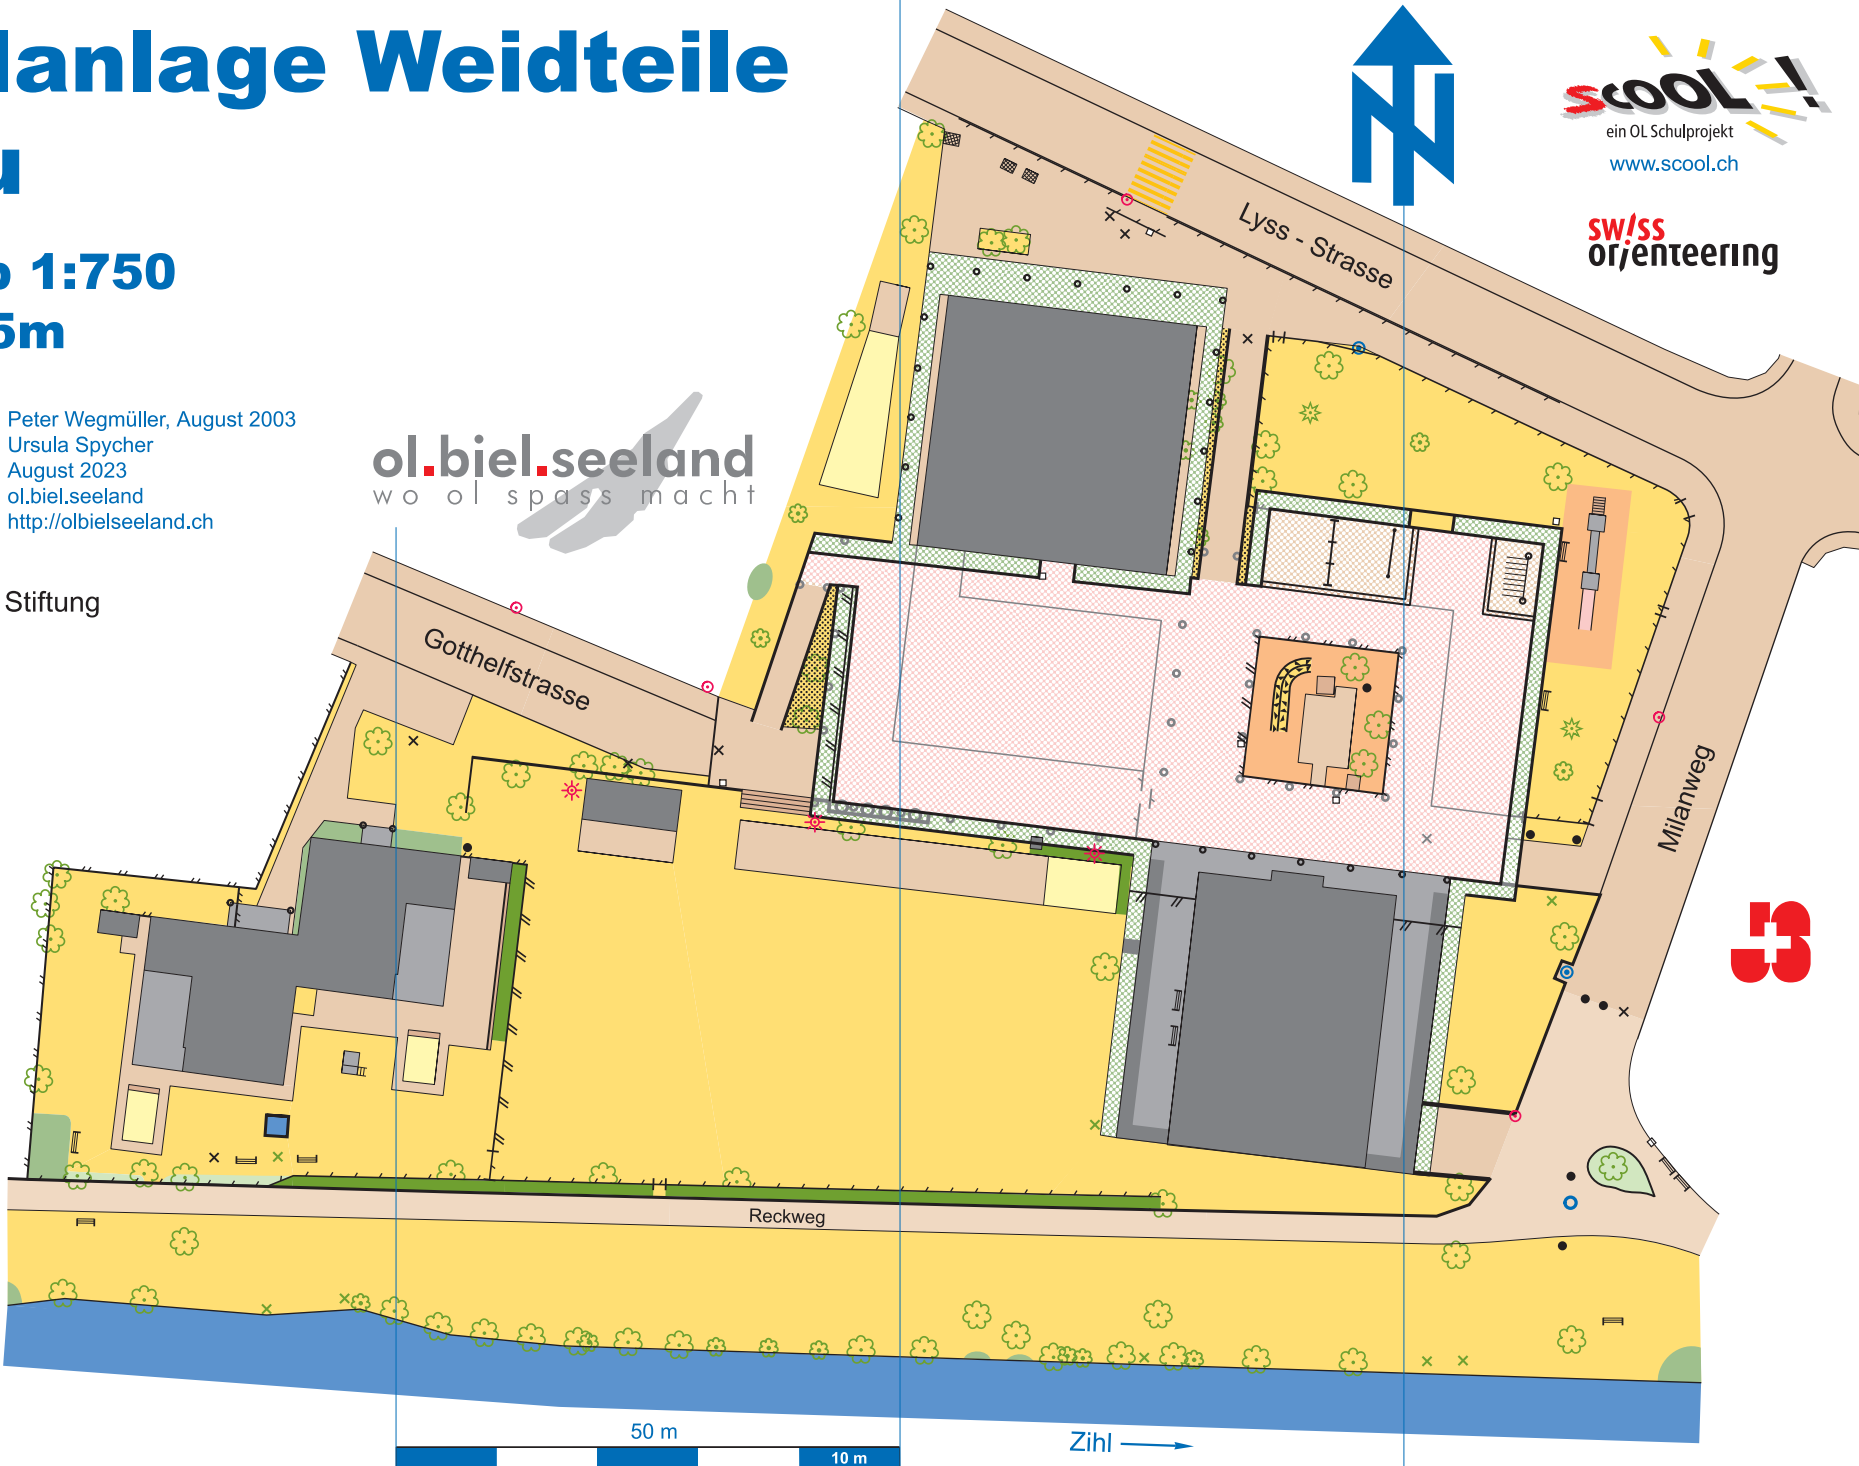 lanlage Weidteile
u
1:750
5m
Peter Wegmüller, August 2003
Ursula Spycher
August 2023
ol.biel.seeland
http://olbielseeland.ch
Stiftung
ol.biel.seeland
wo ol spass macht
scool!
ein OL Schulprojekt
www.scool.ch
swiss
orienteering
N
Lyss - Strasse
Gotthelfstrasse
Milanweg
Reckweg
50 m
10 m
Zihl